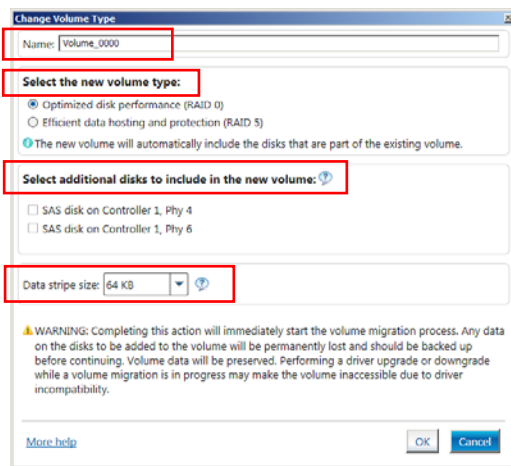 Change Volume Type
Name: Volume_0000
Select the new volume type:
Optimized disk performance (RAID 0)
Efficient data hosting and protection (RAID 5)
The new volume will automatically include the disks that are part of the existing volume.
Select additional disks to include in the new volume:
SAS disk on Controller 1, Phy 4
SAS disk on Controller 1, Phy 6
Data stripe size: 64 KB
WARNING: Completing this action will immediately start the volume migration process. Any data
on the disks to be added to the volume will be permanently lost and should be backed up
before continuing. Volume data will be preserved. Performing a driver upgrade or downgrade
while a volume migration is in progress may make the volume inaccessible due to driver
incompatibility.
More help
OK
Cancel